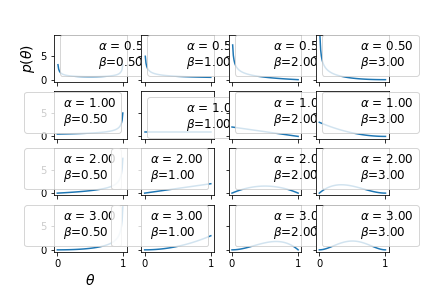 p(θ)
5
0
α = 0.5
β=0.50
α = 0.5
β=1.00
α = 0.5
β=2.00
α = 0.50
β=3.00
5
0
α = 1.00
β=0.50
α = 1.0
β=1.00
α = 1.00
β=2.00
α = 1.00
β=3.00
5
0
α = 2.00
β=0.50
α = 2.00
β=1.00
α = 2.00
β=2.00
α = 2.00
β=3.00
5
0
α = 3.00
β=0.50
α = 3.00
β=1.00
α = 3.00
β=2.00
α = 3.00
β=3.00
0 1
0 1
0 1
0 1
θ